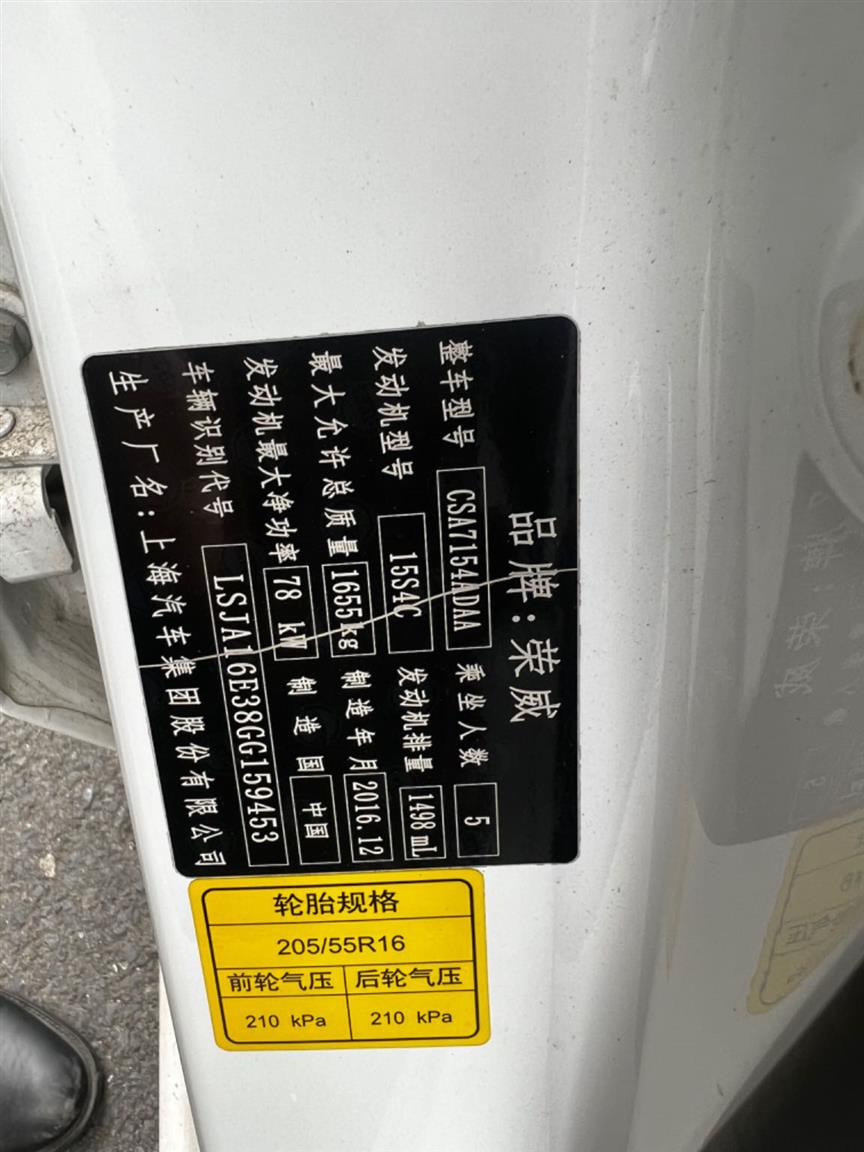 品牌:荣威
整车型号 CSA7154ADAA 乘坐人数 5
发动机型号 15S4C 发动机排量 1498 mL
最大允许总质量 1655kg 制造年月 2016.12
发动机最大净功率 78 kW 制造国 中国
车辆识别代号 LSJA16E38GG159453
生产厂名:上海汽车集团股份有限公司
轮胎规格
205/55R16
前轮气压 后轮气压
210 kPa 210 kPa